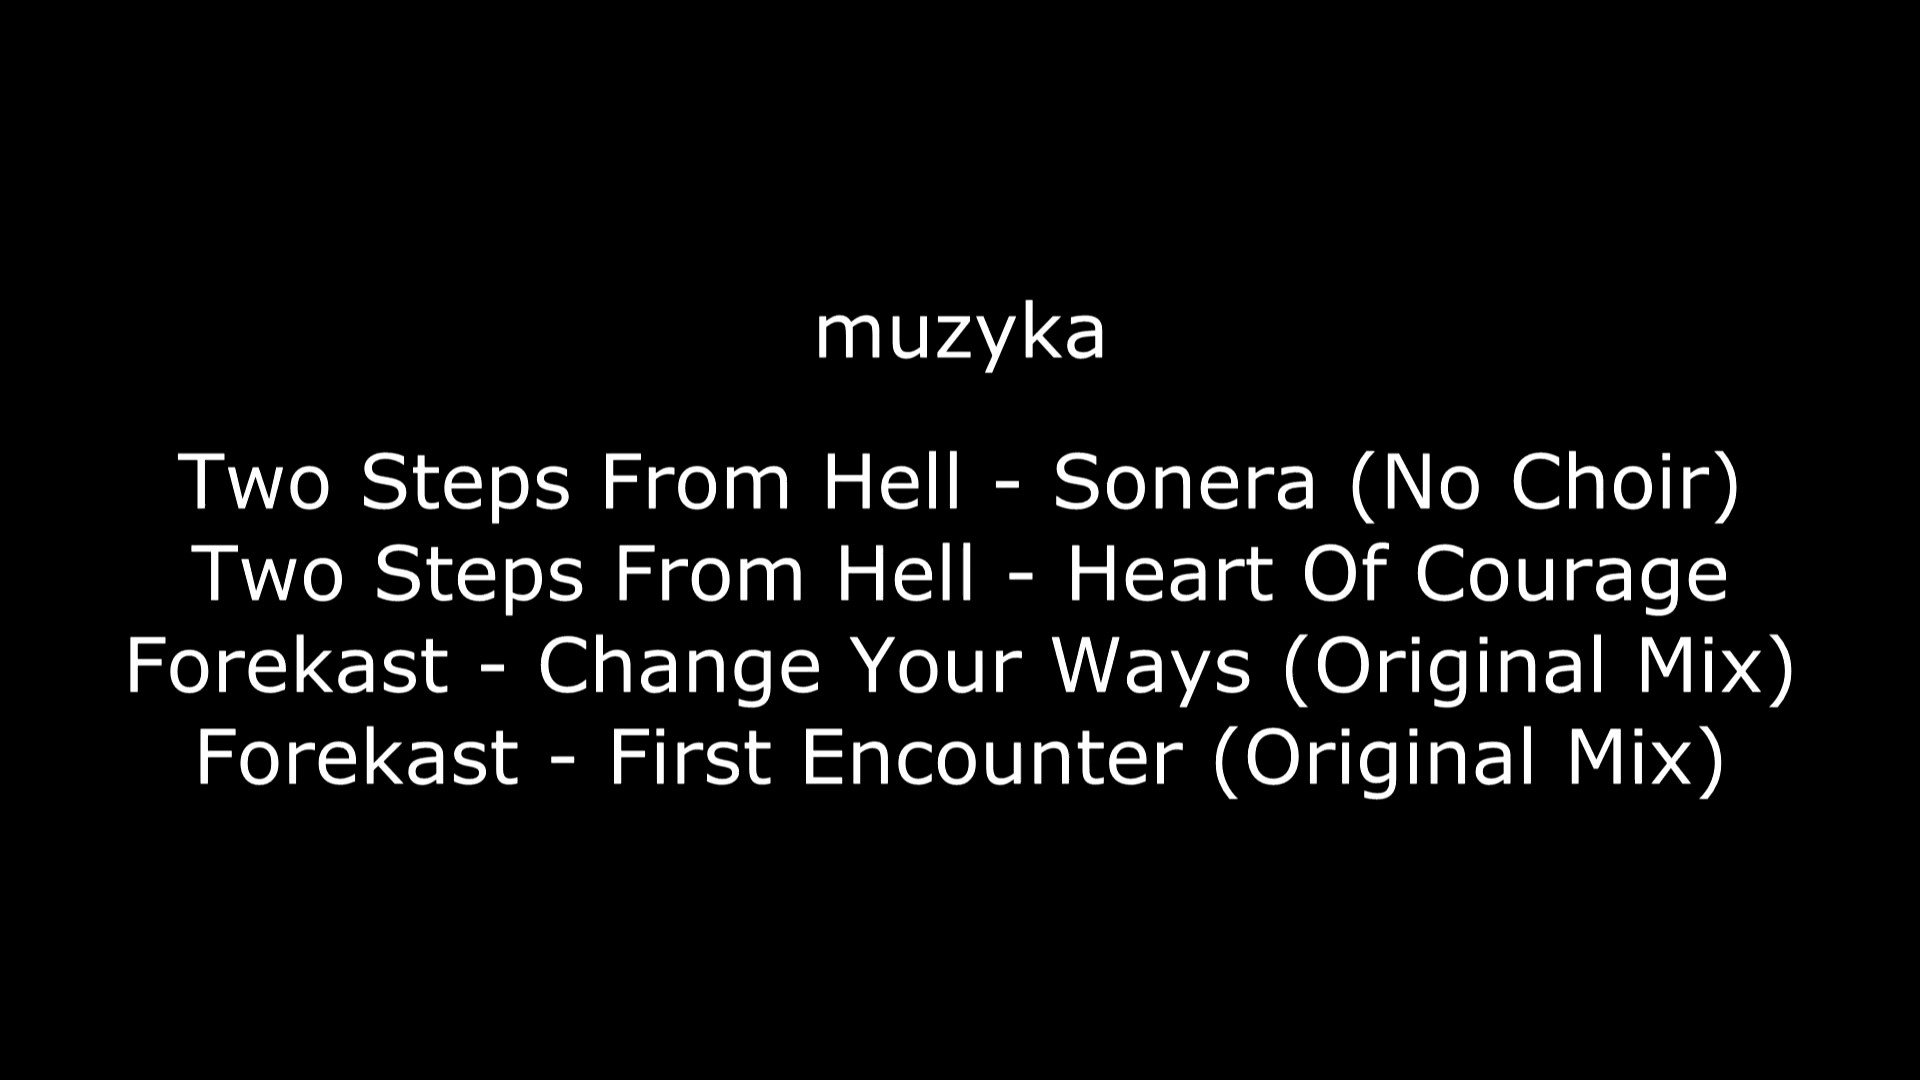 muzyka
Two Steps From Hell - Sonera (No Choir)
Two Steps From Hell - Heart Of Courage
Forekast - Change Your Ways (Original Mix)
Forekast - First Encounter (Original Mix)